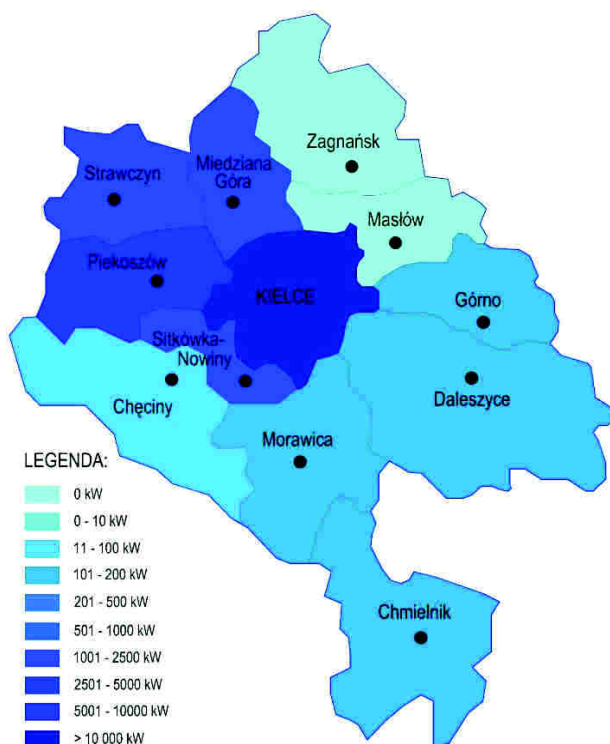 Zagnańsk
Miedziana
Góra
Strawczyn
Masłów
Piekoszów
KIELCE
Górno
Sitkówka-
Nowiny
Chęciny
Daleszyce
Morawica
LEGENDA:
0 kW
0 - 10 kW
11 - 100 kW
101 - 200 kW
201 - 500 kW
501 - 1000 kW
1001 - 2500 kW
2501 - 5000 kW
5001 - 10000 kW
> 10 000 kW
Chmielnik